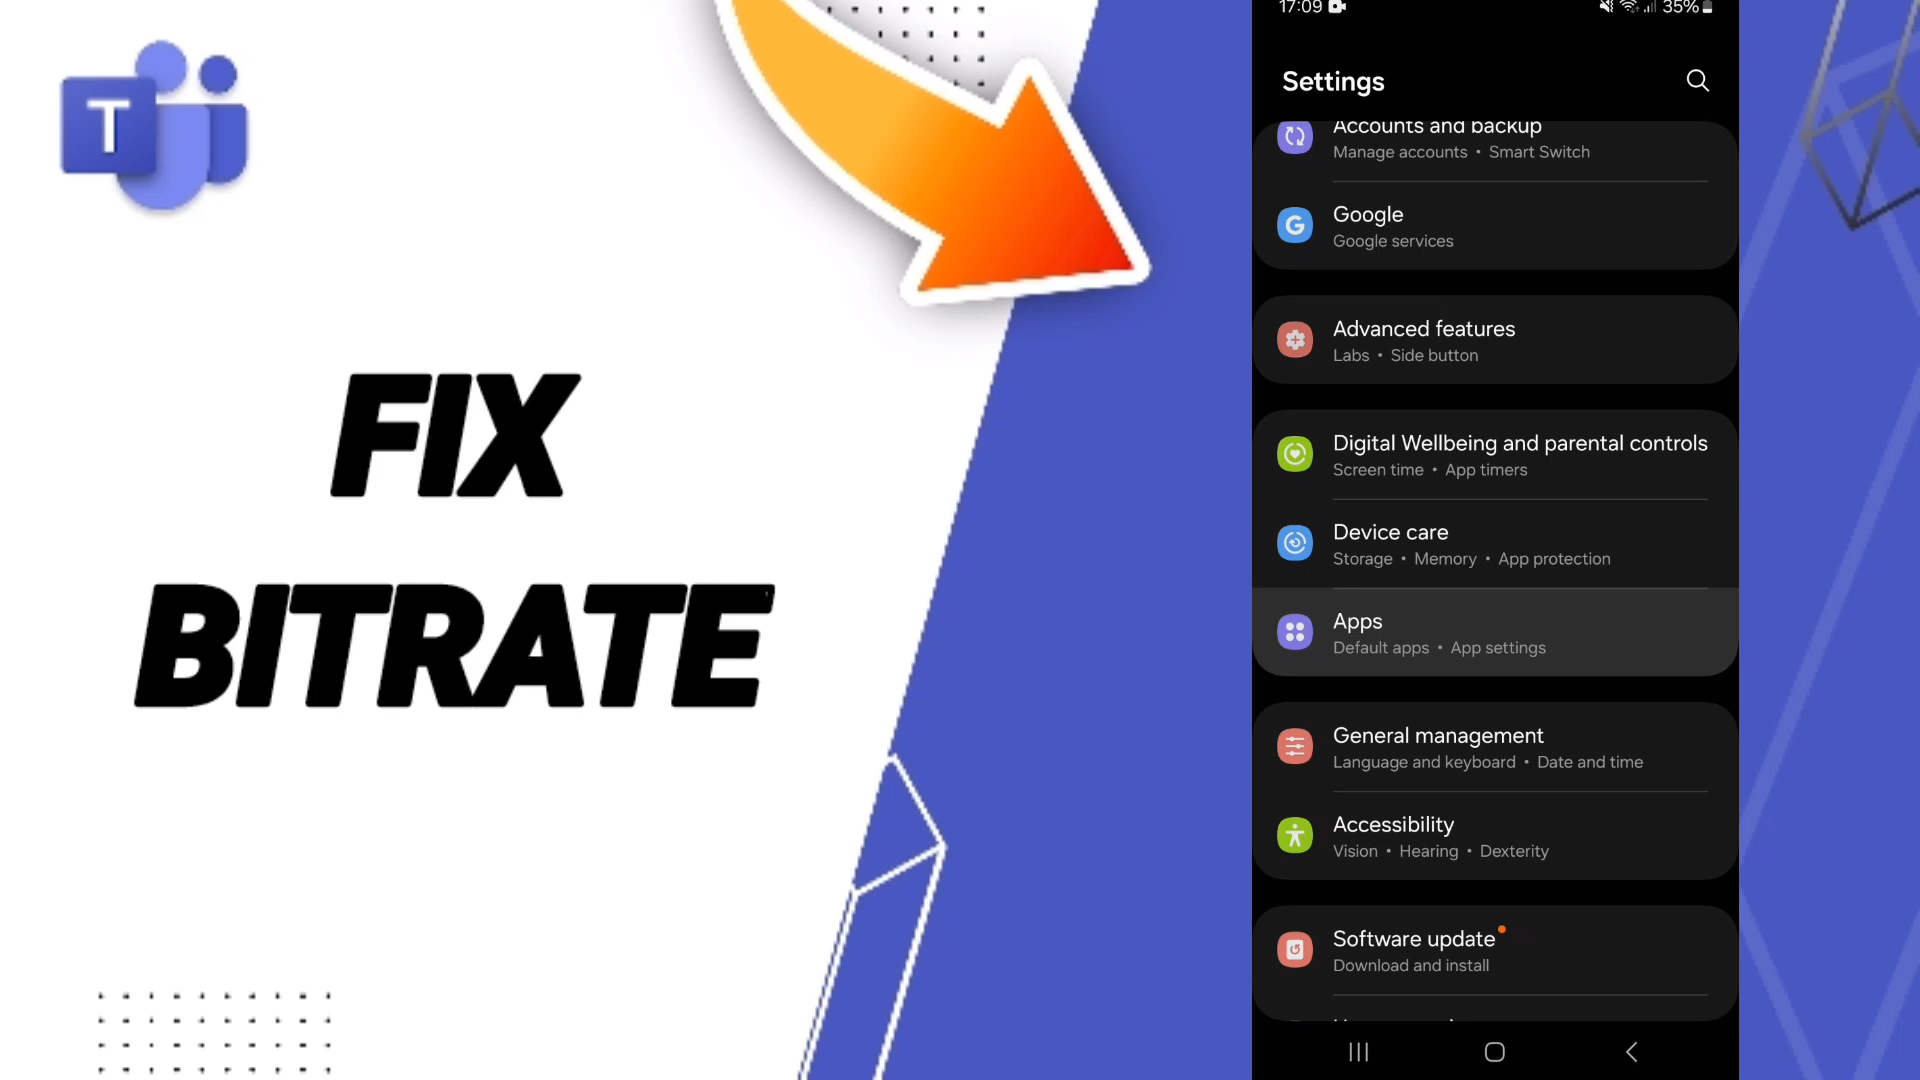 T
FIX
BITRATE
17:09
35%
Settings
Accounts and backup
Manage accounts • Smart Switch
G
Google
Google services
Advanced features
Labs • Side button
Digital Wellbeing and parental controls
Screen time • App timers
Device care
Storage • Memory • App protection
Apps
Default apps • App settings
General management
Language and keyboard • Date and time
Accessibility
Vision • Hearing • Dexterity
Software update
Download and install